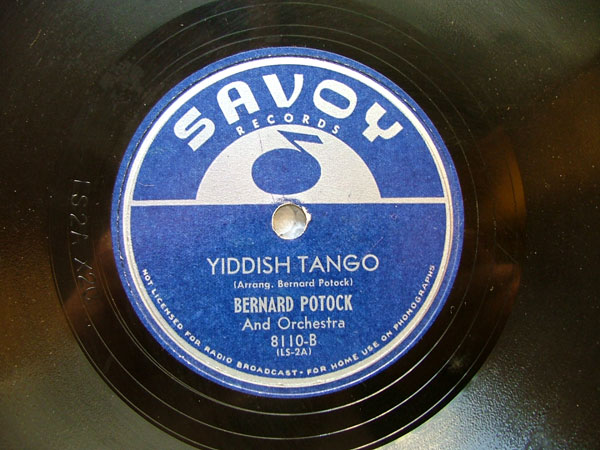 SAVOY
RECORDS
YIDDISH TANGO
(Arrang. Bernard Potock)
BERNARD POTOCK
And Orchestra
8110-B
(LS-2A)
NOT LICENSED FOR RADIO BROADCAST - FOR HOME USE ON PHONOGRAPHS